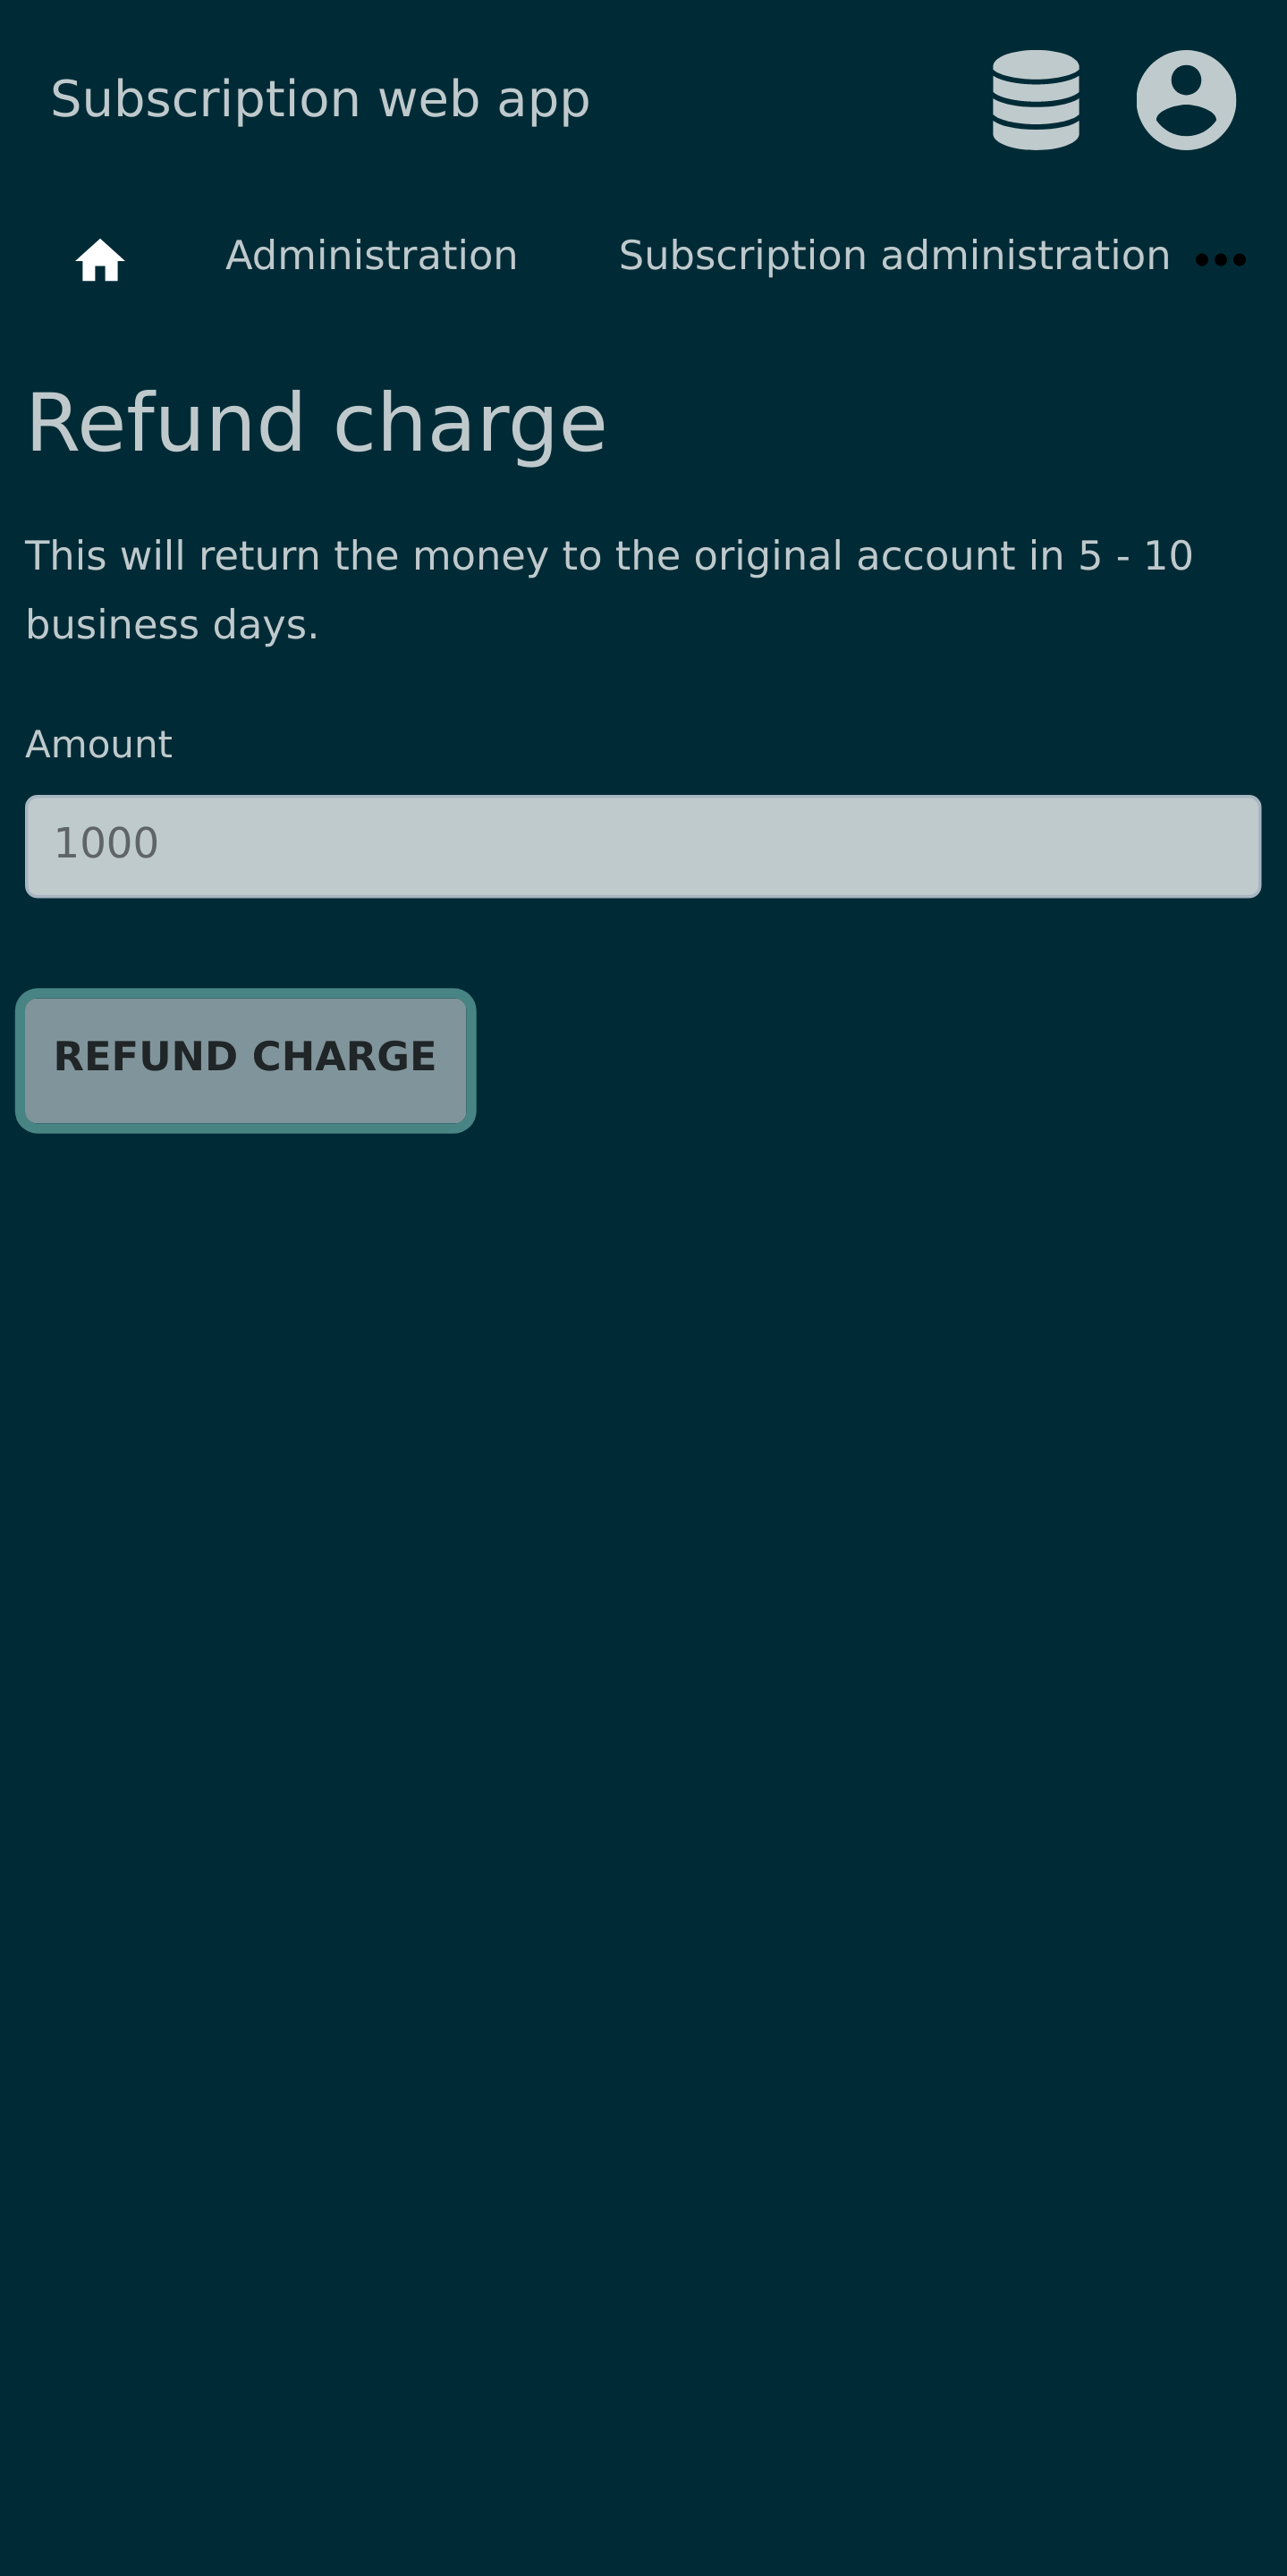 Subscription web app
Administration Subscription administration
Refund charge
This will return the money to the original account in 5 - 10
business days.
Amount
1000
REFUND CHARGE